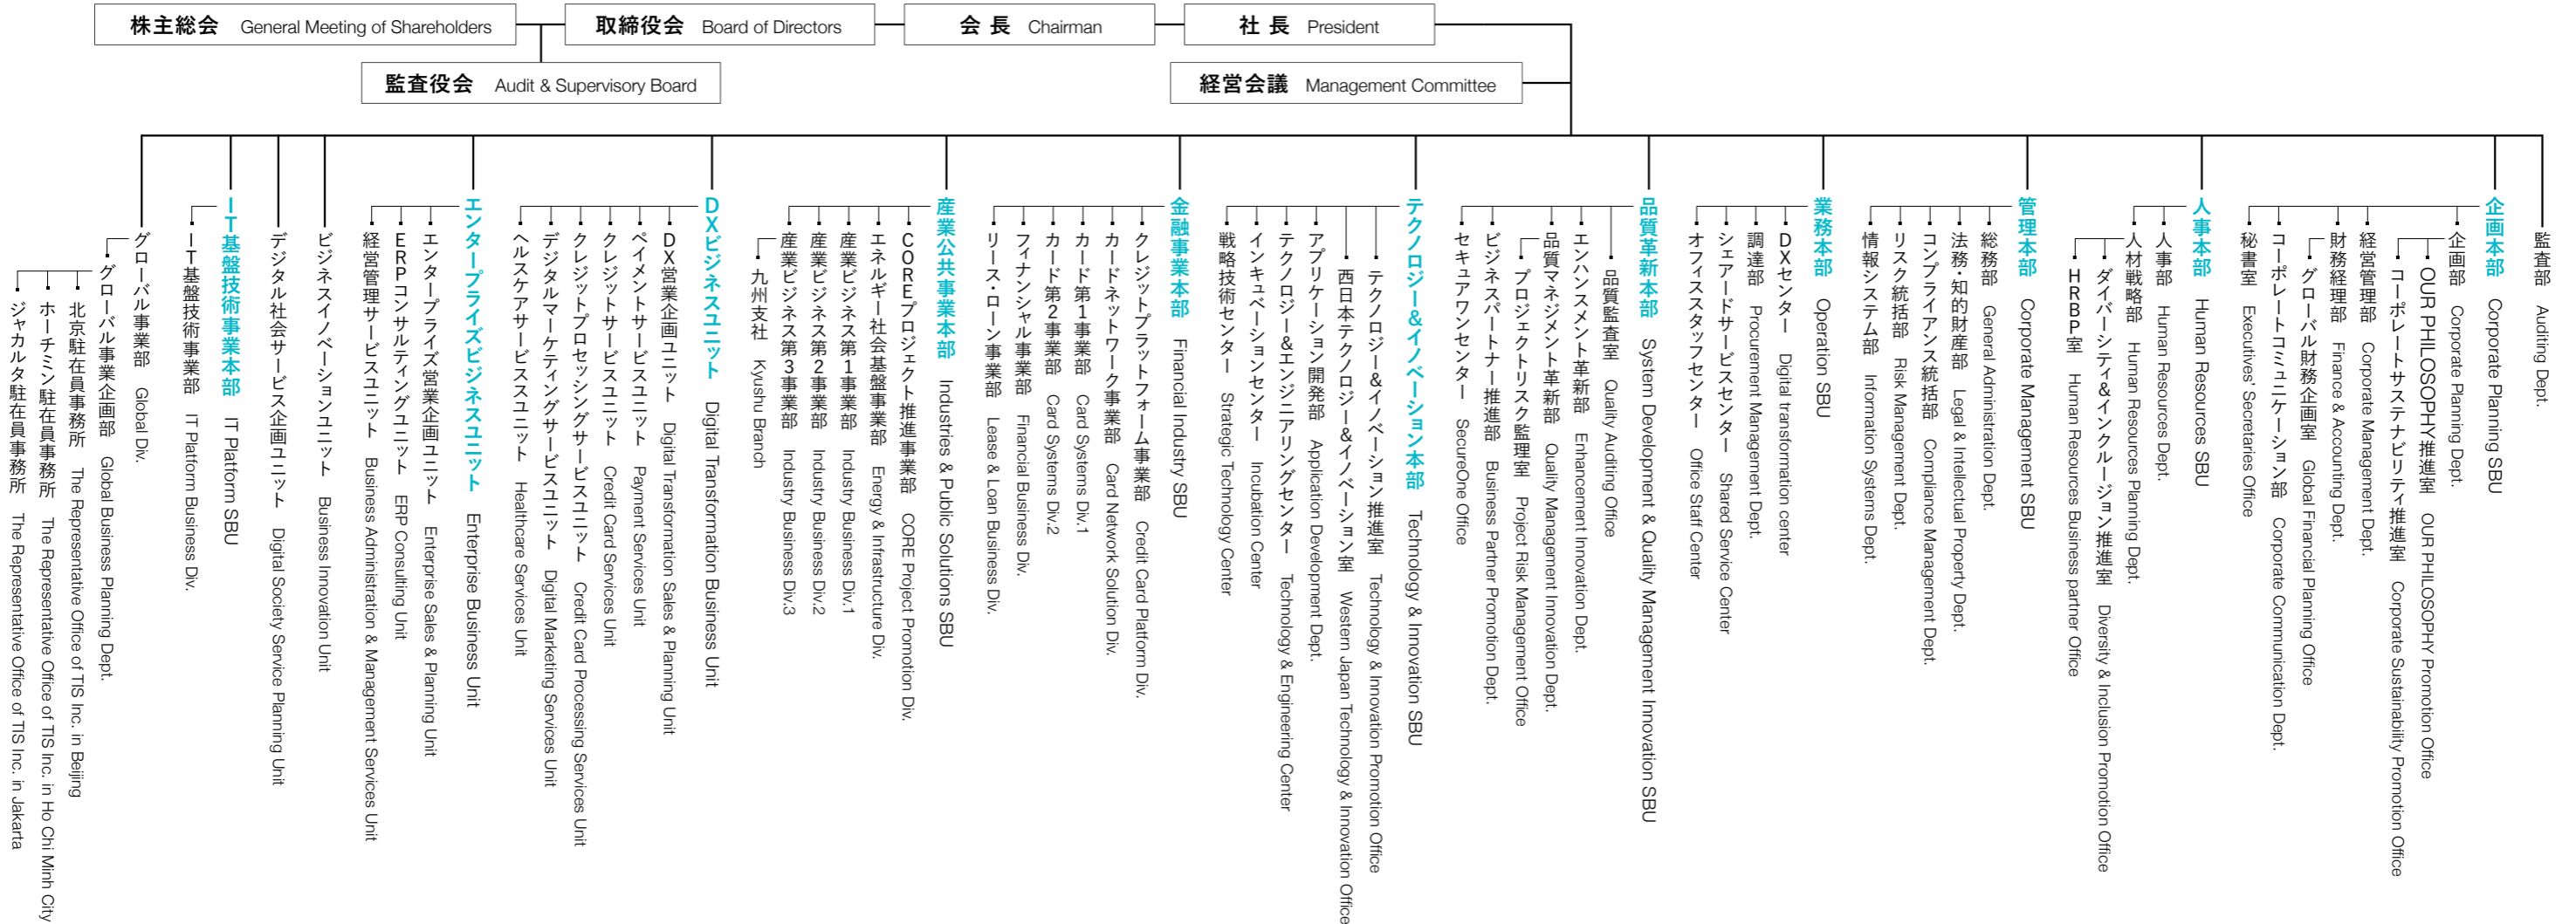 株主総会 General Meeting of Shareholders
取締役会 Board of Directors
会 長 Chairman
社 長 President
監査役会 Audit & Supervisory Board
経営会議 Management Committee
監査部 Auditing Dept.
企画本部 Corporate Planning SBU
企画部 Corporate Planning Dept.
OUR PHILOSOPHY推進室 OUR PHILOSOPHY Promotion Office
コーポレートサステナビリティ推進室 Corporate Sustainability Promotion Office
経営管理部 Corporate Management Dept.
財務経理部 Finance & Accounting Dept.
グローバル財務企画室 Global Financial Planning Office
コーポレートコミュニケーション部 Corporate Communication Dept.
秘書室 Executives' Secretaries Office
人事本部 Human Resources SBU
人事部 Human Resources Dept.
人材戦略部 Human Resources Planning Dept.
ダイバーシティ&インクルージョン推進室 Diversity & Inclusion Promotion Office
HRBP室 Human Resources Business partner Office
管理本部 Corporate Management SBU
総務部 General Administration Dept.
法務・知的財産部 Legal & Intellectual Property Dept.
コンプライアンス統括部 Compliance Management Dept.
リスク統括部 Risk Management Dept.
情報システム部 Information Systems Dept.
業務本部 Operation SBU
DXセンター Digital transformation center
調達部 Procurement Management Dept.
シェアードサービスセンター Shared Service Center
オフィススタッフセンター Office Staff Center
品質革新本部 System Development & Quality Management Innovation SBU
品質監査室 Quality Auditing Office
エンハンスメント革新部 Enhancement Innovation Dept.
品質マネジメント革新部 Quality Management Innovation Dept.
プロジェクトリスク監理室 Project Risk Management Office
ビジネスパートナー推進部 Business Partner Promotion Dept.
セキュアワンセンター SecureOne Office
テクノロジー&イノベーション本部 Technology & Innovation SBU
テクノロジー&イノベーション推進室 Technology & Innovation Promotion Office
西日本テクノロジー&イノベーション室 Western Japan Technology & Innovation Office
アプリケーション開発部 Application Development Dept.
テクノロジー&エンジニアリングセンター Technology & Engineering Center
インキュベーションセンター Incubation Center
戦略技術センター Strategic Technology Center
金融事業本部 Financial Industry SBU
クレジットプラットフォーム事業部 Credit Card Platform Div.
カードネットワーク事業部 Card Network Solution Div.
カード第1事業部 Card Systems Div.1
カード第2事業部 Card Systems Div.2
フィナンシャル事業部 Financial Business Div.
リース・ローン事業部 Lease & Loan Business Div.
産業公共事業本部 Industries & Public Solutions SBU
COREプロジェクト推進事業部 CORE Project Promotion Div.
エネルギー社会基盤事業部 Energy & Infrastructure Div.
産業ビジネス第1事業部 Industry Business Div.1
産業ビジネス第2事業部 Industry Business Div.2
産業ビジネス第3事業部 Industry Business Div.3
九州支社 Kyushu Branch
DXビジネスユニット Digital Transformation Business Unit
DX営業企画ユニット Digital Transformation Sales & Planning Unit
ペイメントサービスユニット Payment Services Unit
クレジットサービスユニット Credit Card Services Unit
クレジットプロセッシングサービスユニット Credit Card Processing Services Unit
デジタルマーケティングサービスユニット Digital Marketing Services Unit
ヘルスケアサービスユニット Healthcare Services Unit
エンタープライズビジネスユニット Enterprise Business Unit
エンタープライズ営業企画ユニット Enterprise Sales & Planning Unit
ERPコンサルティングユニット ERP Consulting Unit
経営管理サービスユニット Business Administration & Management Services Unit
ビジネスイノベーションユニット Business Innovation Unit
デジタル社会サービス企画ユニット Digital Society Service Planning Unit
IT基盤技術事業本部 IT Platform SBU
IT基盤技術事業部 IT Platform Business Div.
グローバル事業部 Global Div.
グローバル事業企画部 Global Business Planning Dept.
北京駐在員事務所 The Representative Office of TIS Inc. in Beijing
ホーチミン駐在員事務所 The Representative Office of TIS Inc. in Ho Chi Minh City
ジャカルタ駐在員事務所 The Representative Office of TIS Inc. in Jakarta